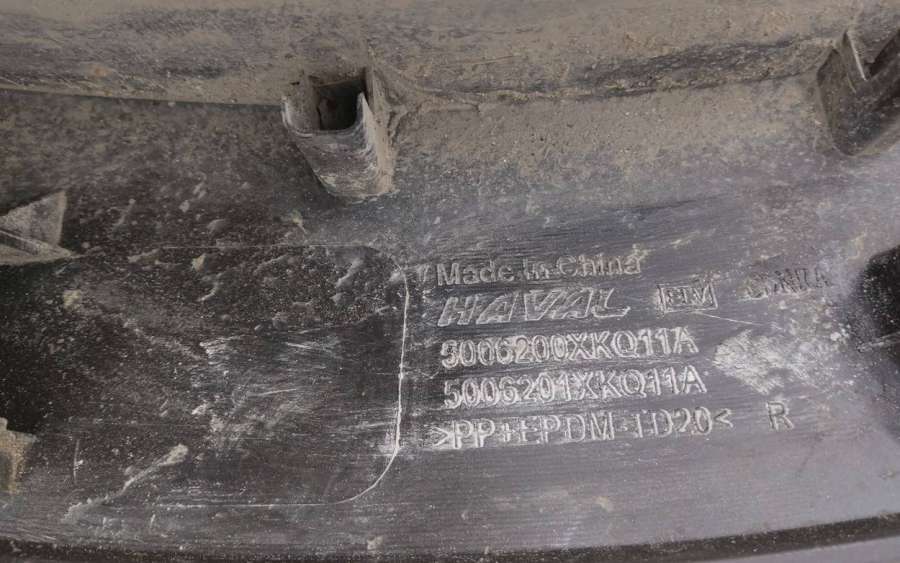 Made In China
HAVAL
5006200XKQ11A
5006201XKQ11A
>PP+EPDM-TD20< R